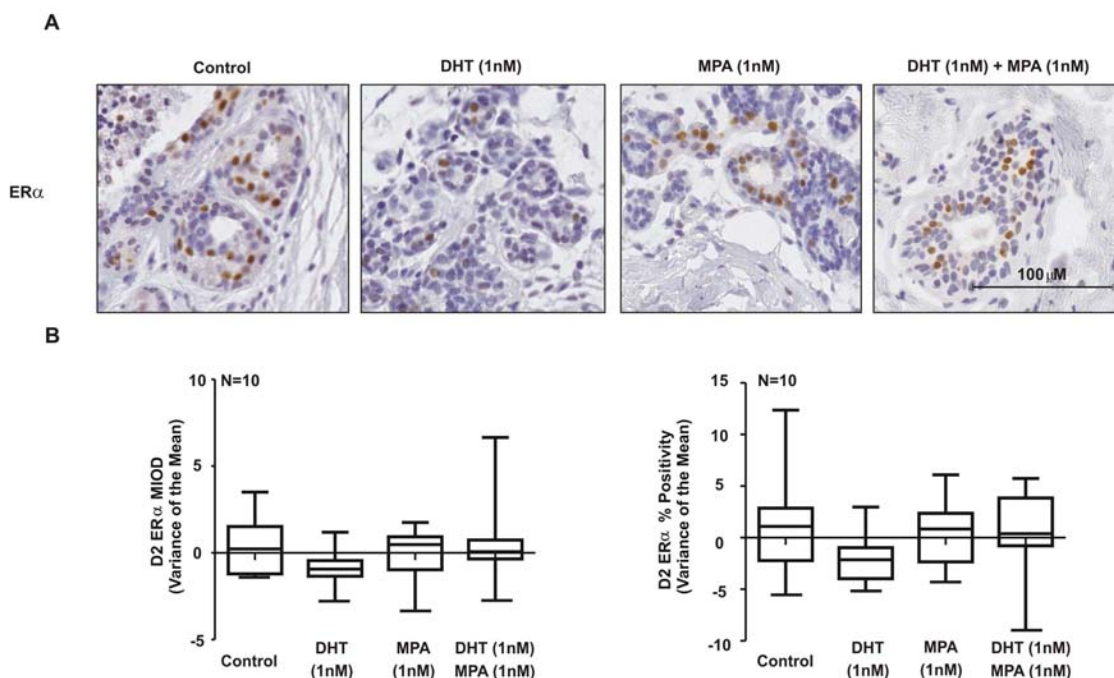 A
Control
DHT (1nM)
MPA (1nM)
DHT (1nM) + MPA (1nM)
ERα
100 µM
B
D2 ERα MIOD
(Variance of the Mean)
10
5
0
-5
N=10
Control
DHT
(1nM)
MPA
(1nM)
DHT (1nM)
MPA (1nM)
D2 ERα % Positivity
(Variance of the Mean)
15
10
5
0
-5
-10
N=10
Control
DHT
(1nM)
MPA
(1nM)
DHT (1nM)
MPA (1nM)